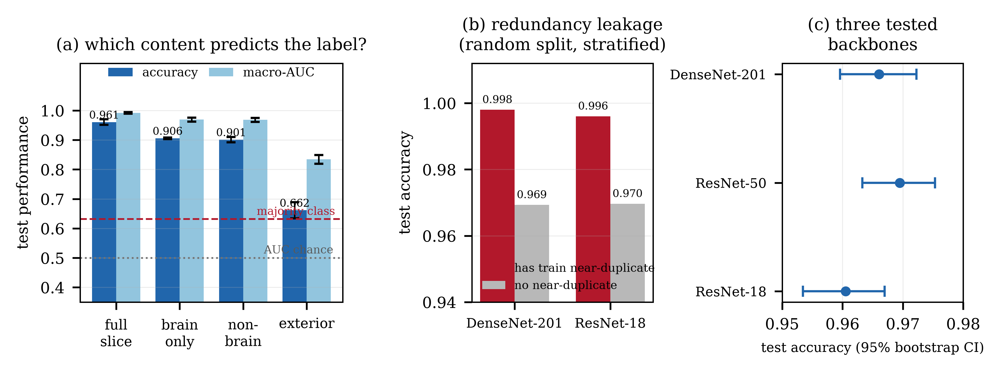 (a) which content predicts the label?
accuracy
macro-AUC
test performance
1.0
0.9
0.8
0.7
0.6
0.5
0.4
0.961
0.906
0.901
0.662
majority class
AUC chance
full
slice
brain
only
non-
brain
exterior
(b) redundancy leakage
(random split, stratified)
test accuracy
1.00
0.98
0.96
0.94
0.998
0.969
0.996
0.970
has train near-duplicate
no near-duplicate
DenseNet-201
ResNet-18
(c) three tested
backbones
DenseNet-201
ResNet-50
ResNet-18
0.95
0.96
0.97
0.98
test accuracy (95% bootstrap CI)